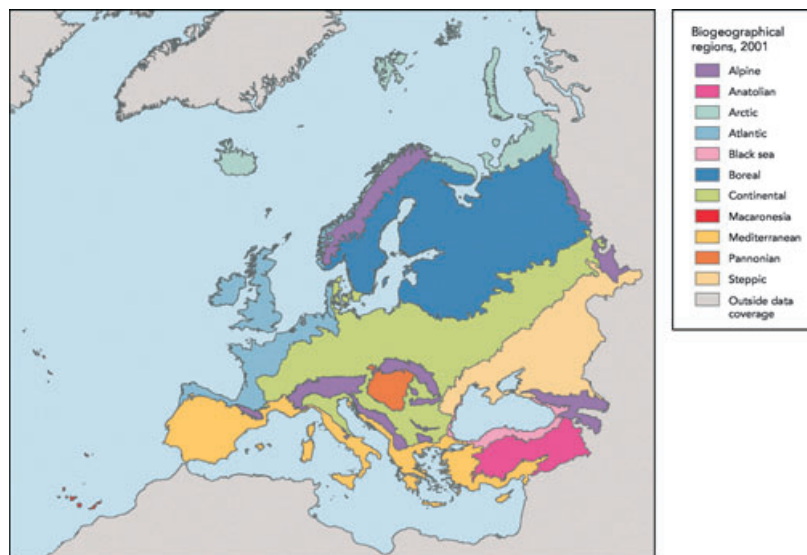 Biogeographical
regions, 2001
Alpine
Anatolian
Arctic
Atlantic
Black sea
Boreal
Continental
Macaronesia
Mediterranean
Pannonian
Steppic
Outside data
coverage